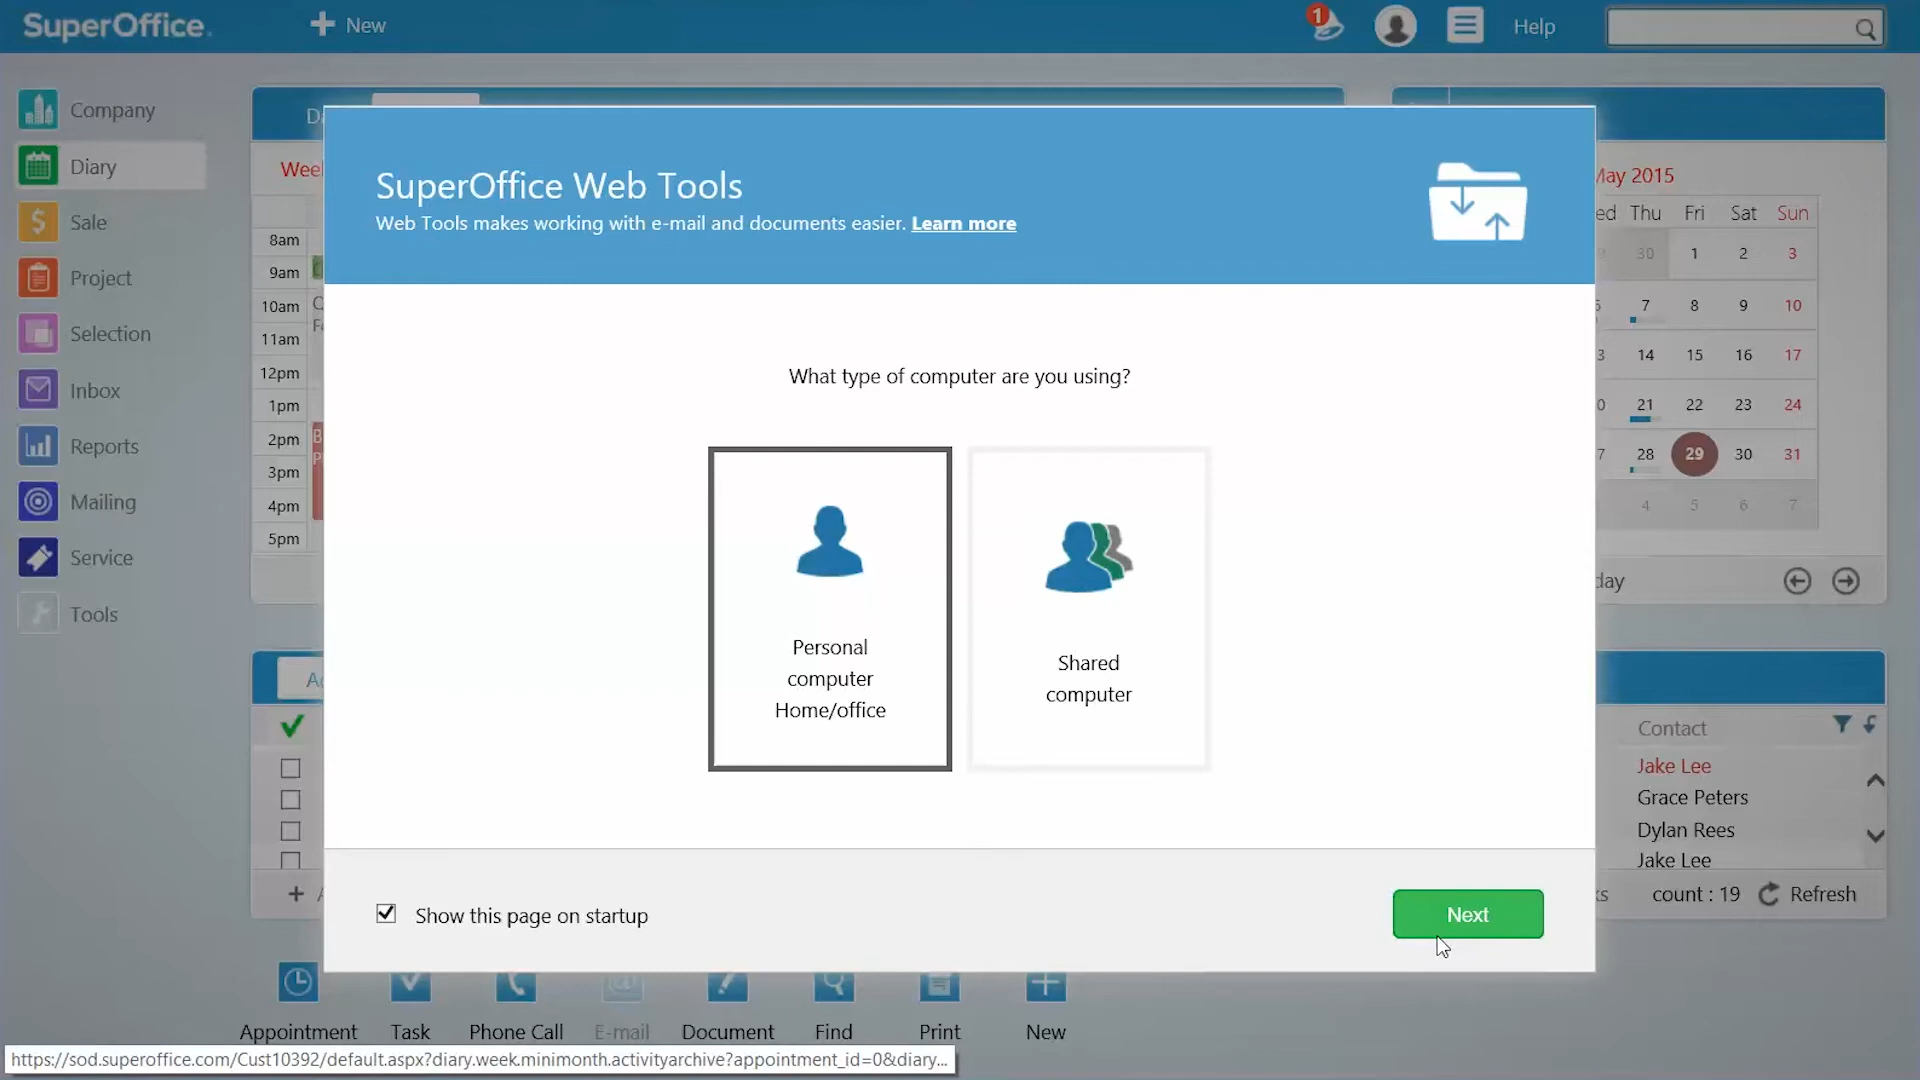 SuperOffice.
New
1
Help
Company
Diary
Sale
Project
Selection
Inbox
Reports
Mailing
Service
Tools
8am
9am
10am
11am
12pm
1pm
2pm
3pm
4pm
5pm
SuperOffice Web Tools
Web Tools makes working with e-mail and documents easier. Learn more
What type of computer are you using?
Personal
computer
Home/office
Shared
computer
Show this page on startup
Next
May 2015
Thu Fri Sat Sun
30 1 2 3
7 8 9 10
14 15 16 17
21 22 23 24
28 29 30 31
4 5 6 7
Contact
Jake Lee
Grace Peters
Dylan Rees
Jake Lee
count : 19 Refresh
Appointment Task Phone Call E-mail Document Find Print New
https://sod.superoffice.com/Cust10392/default.aspx?diary.week.minimonth.activityarchive?appointment_id=0&diary...